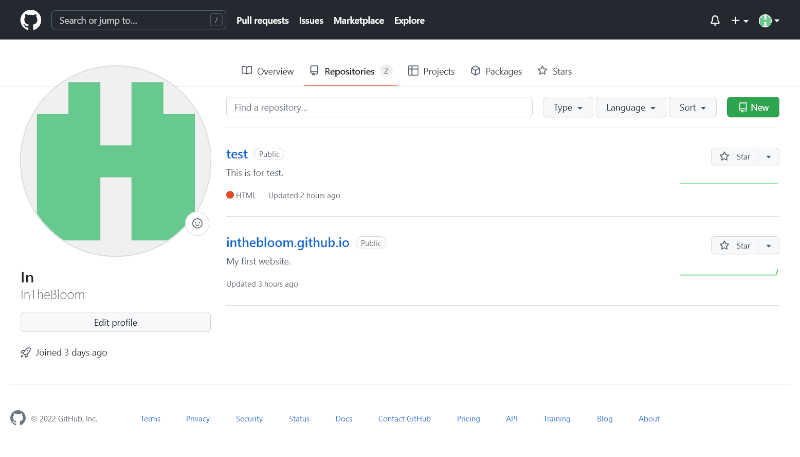 Search or jump to... /
Pull requests Issues Marketplace Explore
Overview Repositories 2 Projects Packages Stars
Find a repository... Type Language Sort New
test Public Star
This is for test.
HTML Updated 2 hours ago
inthebloom.github.io Public Star
My first website.
Updated 3 hours ago
In
InTheBloom
Edit profile
Joined 3 days ago
© 2022 GitHub, Inc. Terms Privacy Security Status Docs Contact GitHub Pricing API Training Blog About